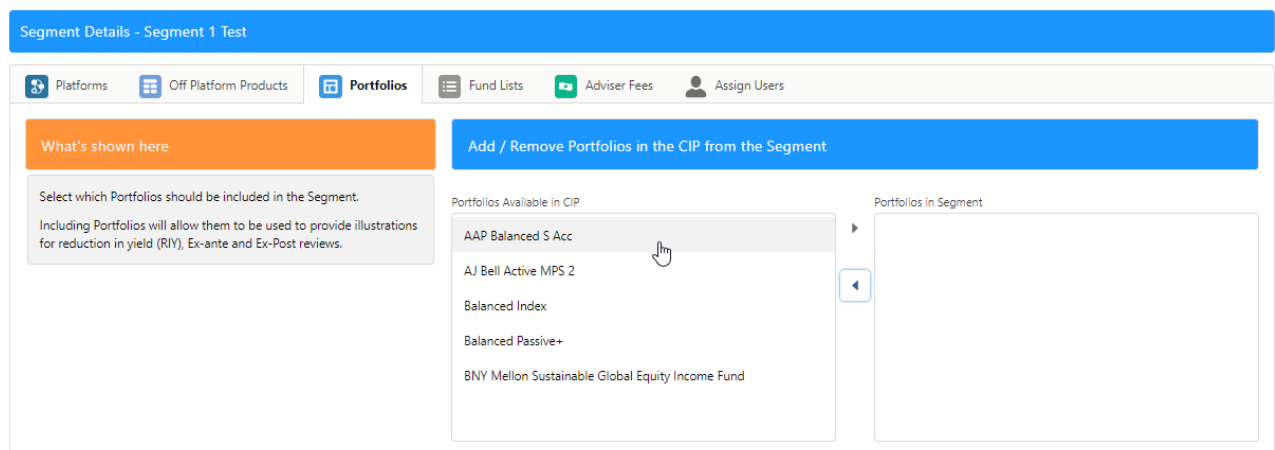 Segment Details - Segment 1 Test
Platforms
Off Platform Products
Portfolios
Fund Lists
Adviser Fees
Assign Users
What's shown here
Add / Remove Portfolios in the CIP from the Segment
Select which Portfolios should be included in the Segment.
Including Portfolios will allow them to be used to provide illustrations
for reduction in yield (RIY), Ex-ante and Ex-Post reviews.
Portfolios Available in CIP
AAP Balanced S Acc
AJ Bell Active MPS 2
Balanced Index
Balanced Passive+
BNY Mellon Sustainable Global Equity Income Fund
Portfolios in Segment